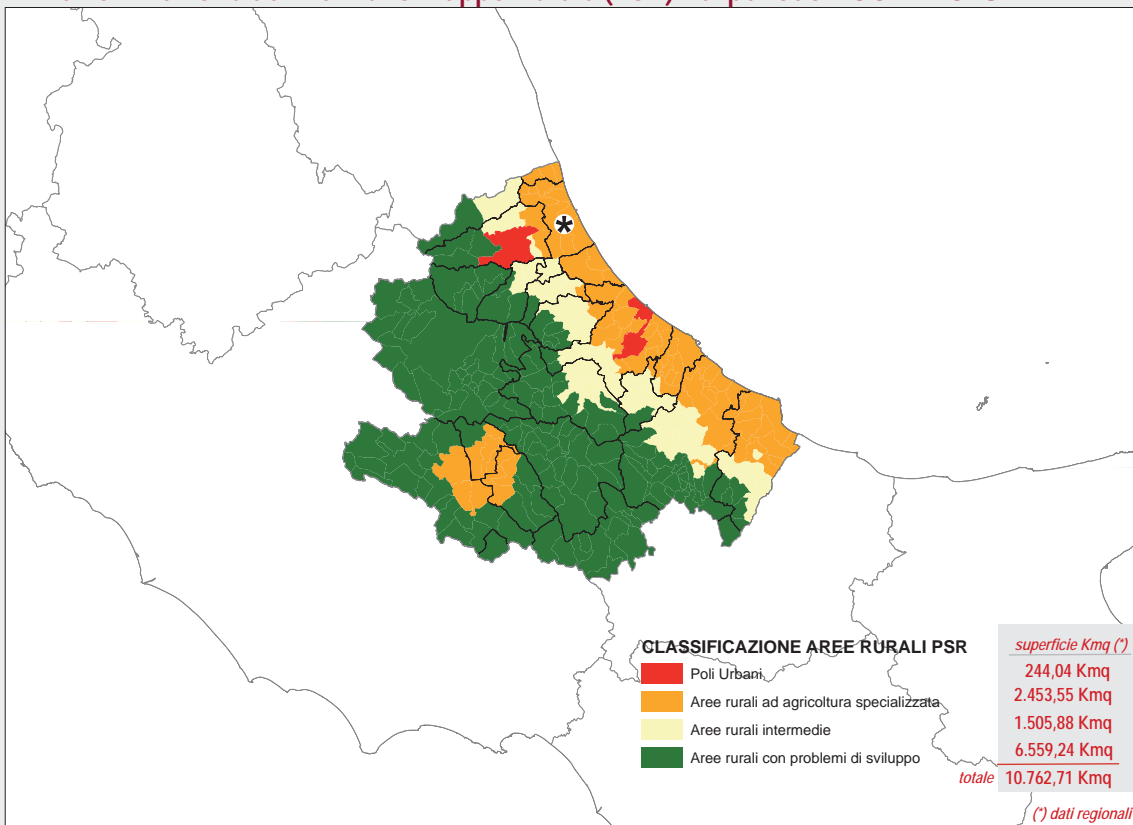 CLASSIFICAZIONE AREE RURALI PSR
superficie Kmq (*)
Poli Urbani
244,04 Kmq
Aree rurali ad agricoltura specializzata
2.453,55 Kmq
Aree rurali intermedie
1.505,88 Kmq
Aree rurali con problemi di sviluppo
6.559,24 Kmq
totale 10.762,71 Kmq
(*) dati regionali
*